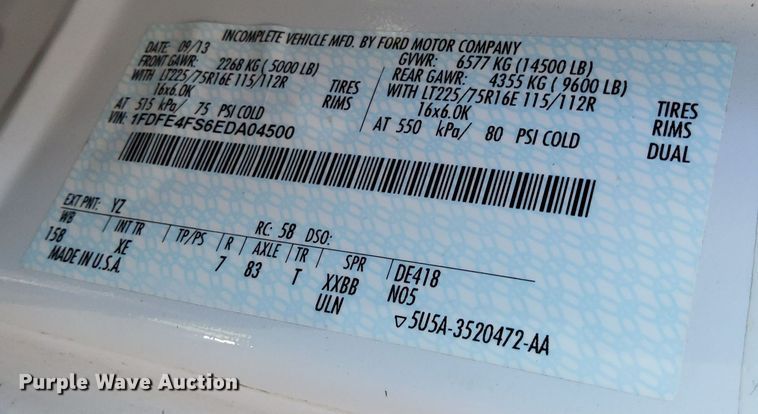 INCOMPLETE VEHICLE MFD. BY FORD MOTOR COMPANY
DATE: 09/13 GVWR: 6577 KG (14500 LB)
FRONT GAWR: 2268 KG ( 5000 LB) REAR GAWR: 4355 KG ( 9600 LB)
WITH LT225/75R16E 115/112R TIRES WITH LT225/75R16E 115/112R TIRES
16x6.0K RIMS 16x6.0K RIMS
AT 515 kPa/ 75 PSI COLD AT 550 kPa/ 80 PSI COLD DUAL
VIN: 1FDFE4FS6EDA04500
EXT PNT: YZ RC: 58 DSO:
WB INT TR TP/PS R AXLE TR SPR DE418
158 XE 7 83 T XXBB N05
MADE IN U.S.A. ULN ▽5U5A-3520472-AA
Purple Wave Auction